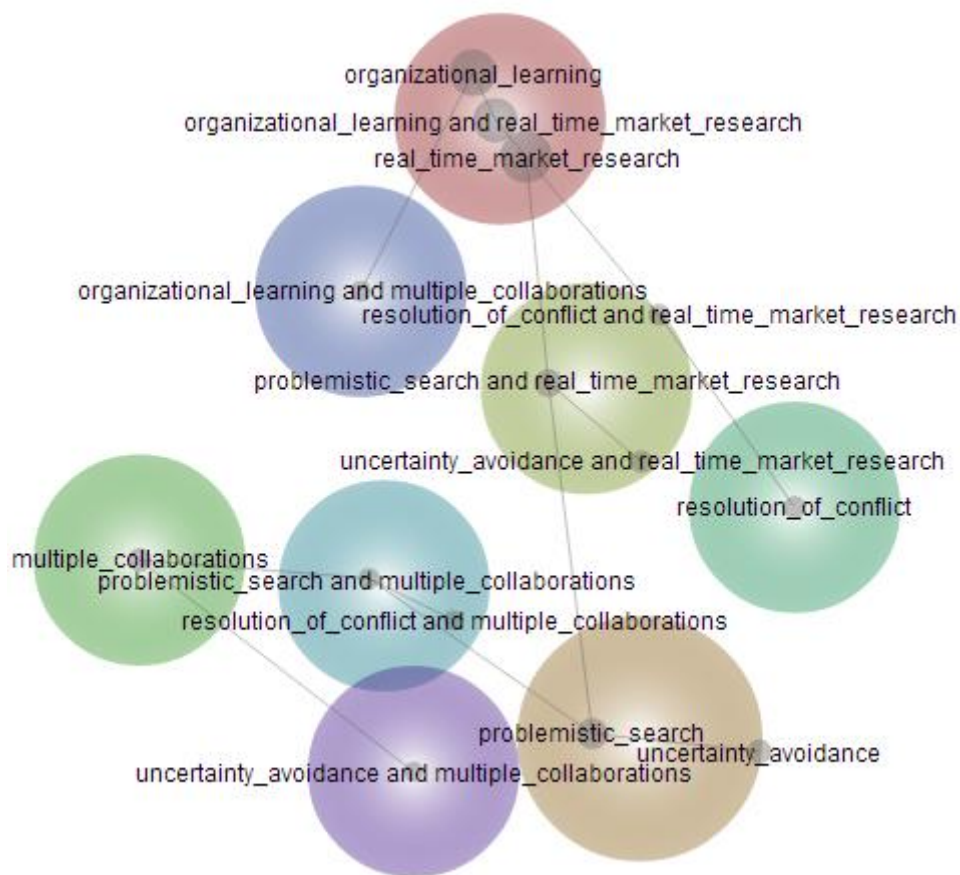 organizational_learning
organizational_learning and real_time_market_research
real_time_market_research
organizational_learning and multiple_collaborations
resolution_of_conflict and real_time_market_research
problemistic_search and real_time_market_research
uncertainty_avoidance and real_time_market_research
resolution_of_conflict
multiple_collaborations
problemistic_search and multiple_collaborations
resolution_of_conflict and multiple_collaborations
problemistic_search
uncertainty_avoidance
uncertainty_avoidance and multiple_collaborations